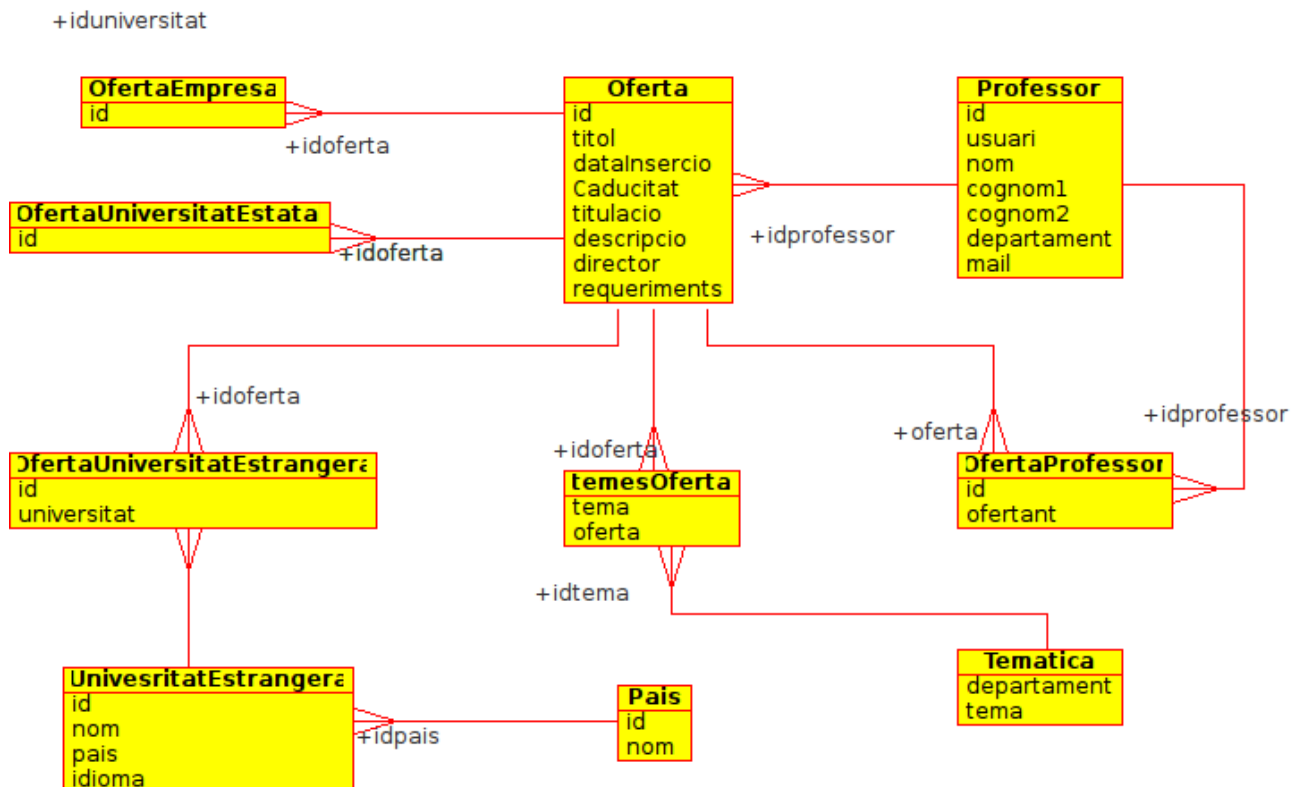 +iduniversitat
OfertaEmpresa
id
+idoferta
OfertaUniversitatEstata
id
+idoferta
Oferta
id
titol
dataInsercio
Caducitat
titulacio
descripcio
director
requeriments
Professor
id
usuari
nom
cognom1
cognom2
departament
mail
+idprofessor
+idprofessor
+idoferta
OfertaUniversitatEstrangera
id
universitat
+idoferta
temesOferta
tema
oferta
+oferta
OfertaProfessor
id
ofertant
+idtema
UnivesritatEstrangera
id
nom
pais
idioma
+idpais
Pais
id
nom
Tematica
departament
tema